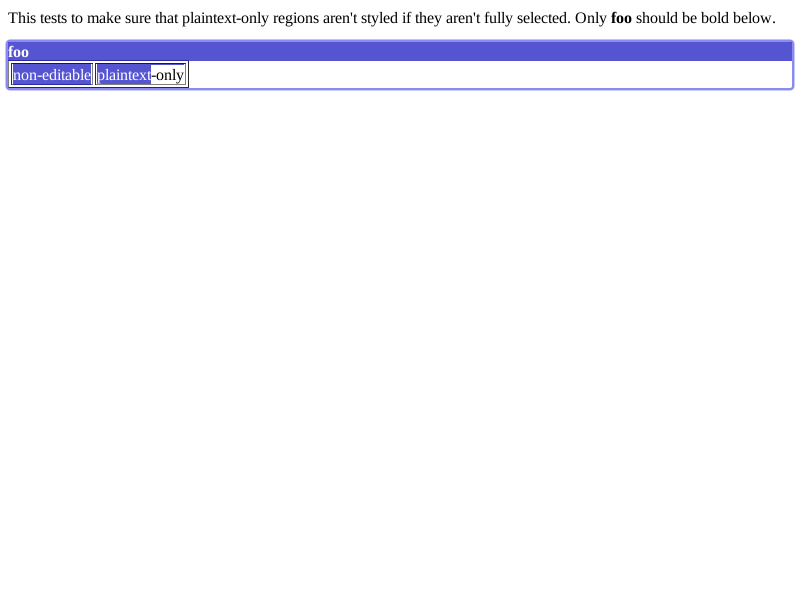 This tests to make sure that plaintext-only regions aren't styled if they aren't fully selected. Only foo should be bold below.
foo
non-editable plaintext-only